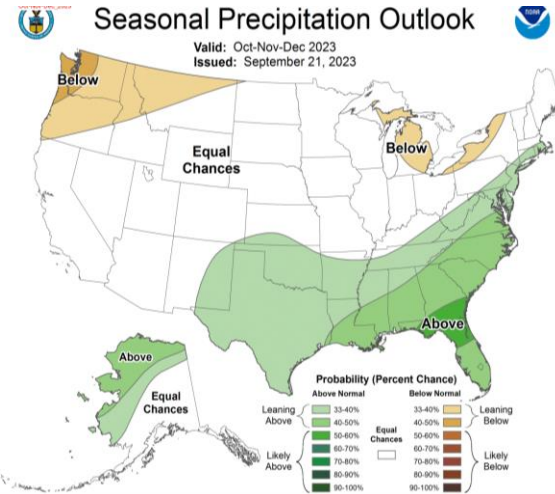 Seasonal Precipitation Outlook
Valid: Oct-Nov-Dec 2023
Issued: September 21, 2023
Below
Equal
Chances
Below
Above
Above
Equal
Chances
Probability (Percent Chance)
Above Normal
Below Normal
Leaning
Above
33-40%
40-50%
Likely
Above
50-60%
60-70%
70-80%
80-90%
90-100%
Equal
Chances
33-40%
40-50%
Leaning
Below
50-60%
60-70%
70-80%
80-90%
90-100%
Likely
Below